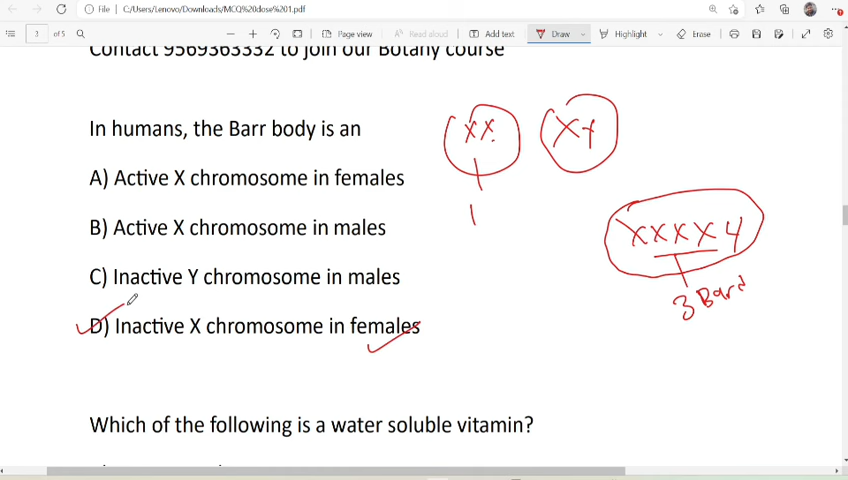 File C:/Users/Lenovo/Downloads/MCQ%20dose%201.pdf
3 of 5 Page view Read aloud Add text Draw Highlight Erase
Contact 9569363332 to join our Botany course
In humans, the Barr body is an
XX XY
A) Active X chromosome in females
1
B) Active X chromosome in males
XXXXY
C) Inactive Y chromosome in males
3 Bard
D) Inactive X chromosome in females
Which of the following is a water soluble vitamin?